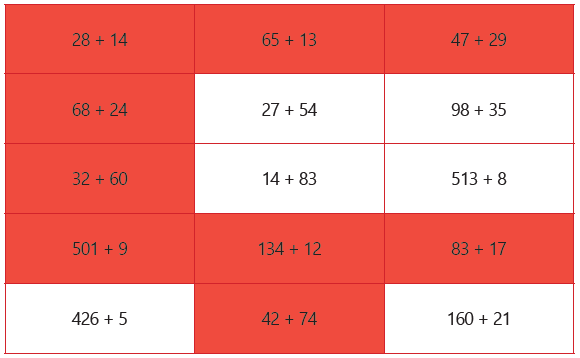 28 + 14 65 + 13 47 + 29
68 + 24 27 + 54 98 + 35
32 + 60 14 + 83 513 + 8
501 + 9 134 + 12 83 + 17
426 + 5 42 + 74 160 + 21